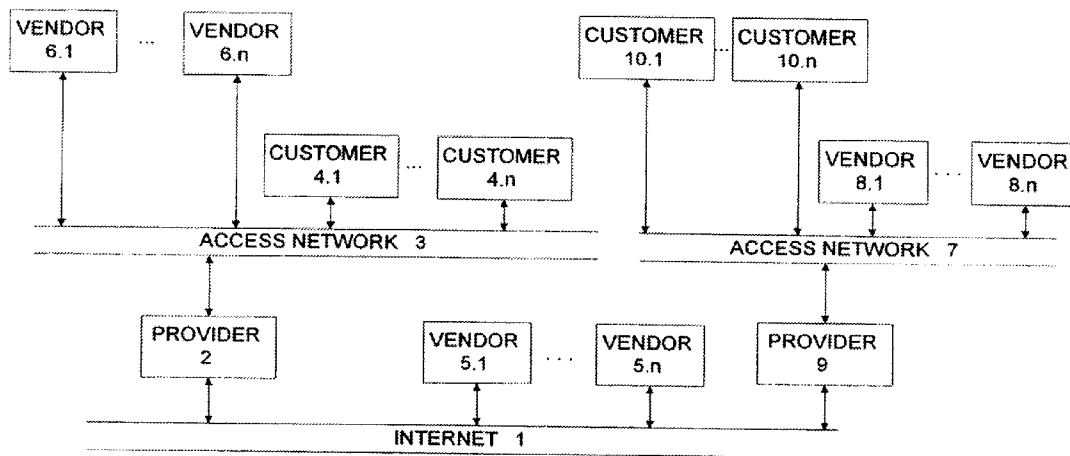 VENDOR
6.1
...
VENDOR
6.n
CUSTOMER
10.1
...
CUSTOMER
10.n
CUSTOMER
4.1
...
CUSTOMER
4.n
VENDOR
8.1
...
VENDOR
8.n
ACCESS NETWORK 3
ACCESS NETWORK 7
PROVIDER
2
VENDOR
5.1
...
VENDOR
5.n
PROVIDER
9
INTERNET 1